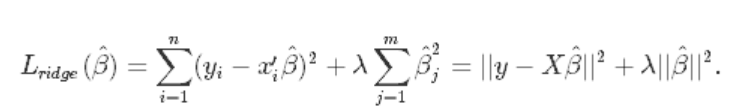 L_{ridge}(\hat{\beta}) = \sum_{i=1}^{n} (y_i - x'_i\hat{\beta})^2 + \lambda \sum_{j=1}^{m} \hat{\beta}_j^2 = ||y - X\hat{\beta}||^2 + \lambda||\hat{\beta}||^2.